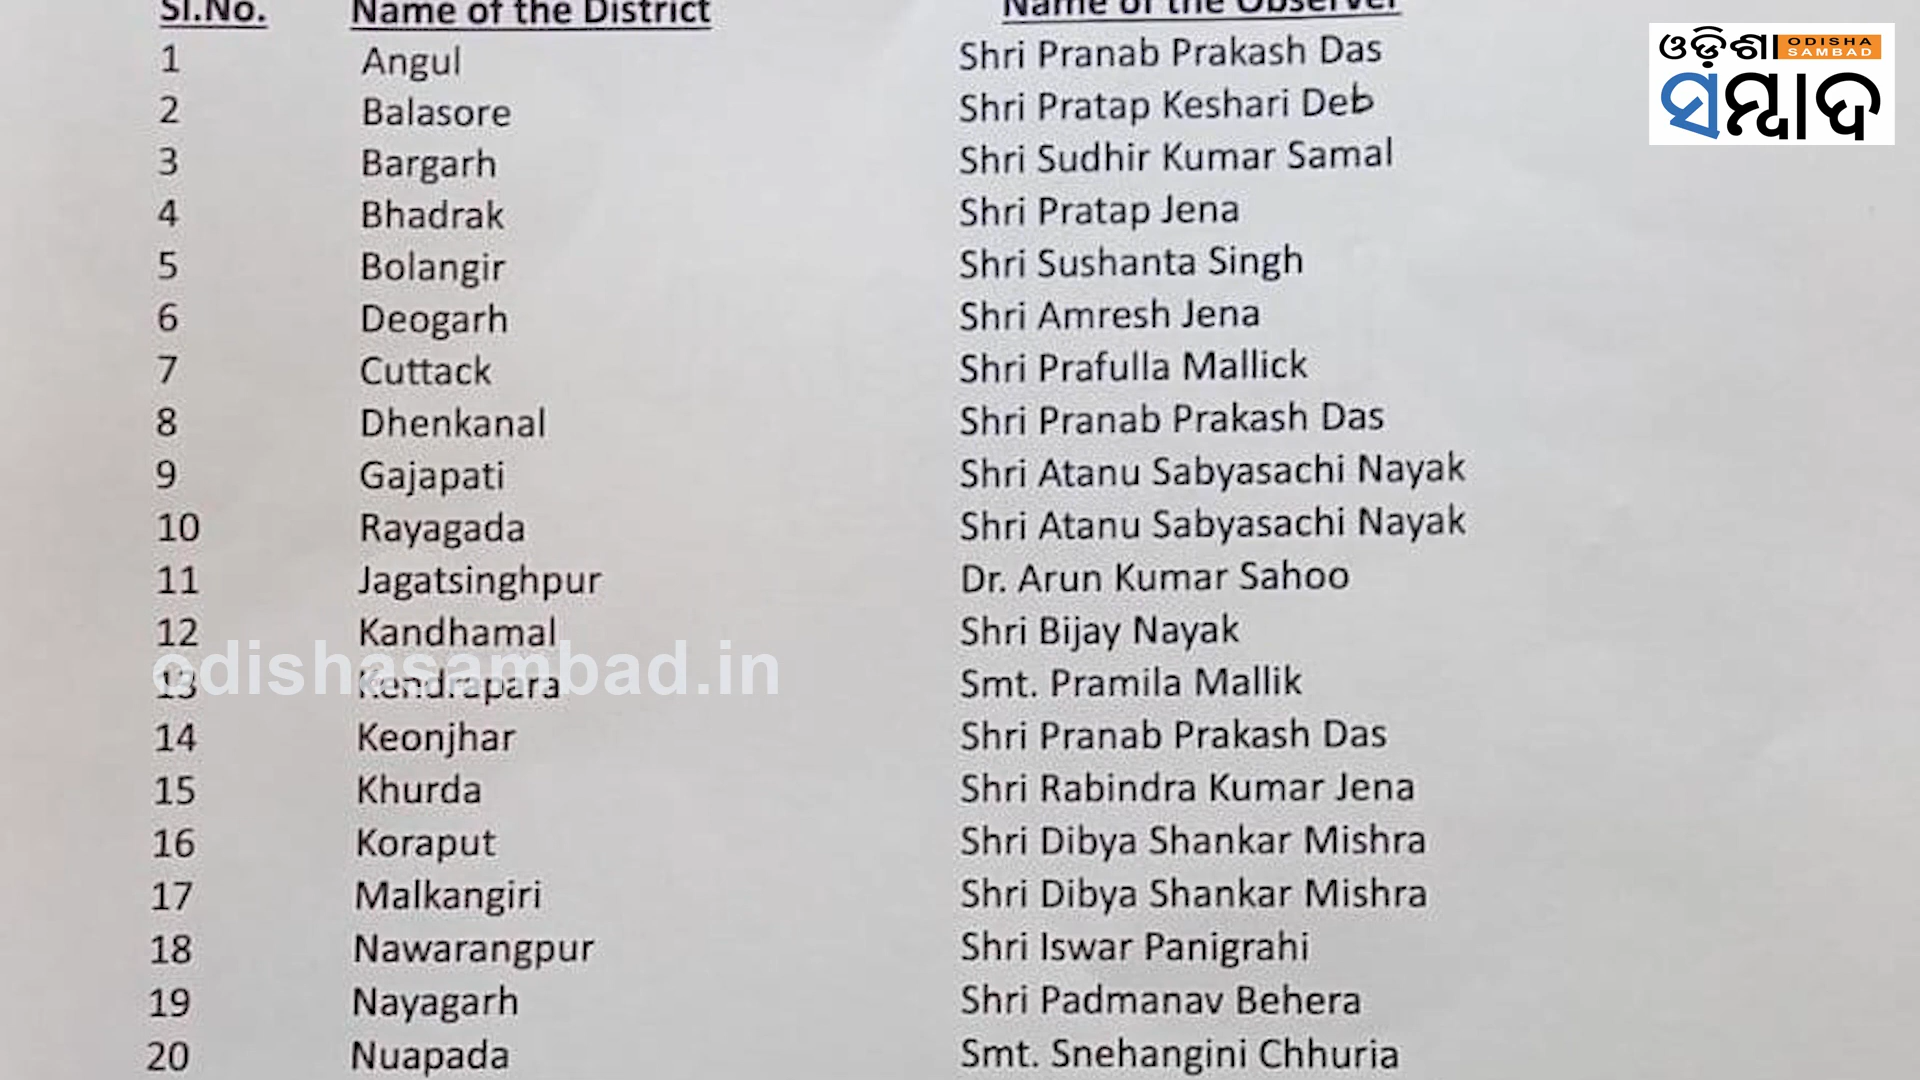 Sl.No. Name of the District Name of the Observer
1 Angul Shri Pranab Prakash Das
2 Balasore Shri Pratap Keshari Deb
3 Bargarh Shri Sudhir Kumar Samal
4 Bhadrak Shri Pratap Jena
5 Bolangir Shri Sushanta Singh
6 Deogarh Shri Amresh Jena
7 Cuttack Shri Prafulla Mallick
8 Dhenkanal Shri Pranab Prakash Das
9 Gajapati Shri Atanu Sabyasachi Nayak
10 Rayagada Shri Atanu Sabyasachi Nayak
11 Jagatsinghpur Dr. Arun Kumar Sahoo
12 Kandhamal Shri Bijay Nayak
13 Kendrapara Smt. Pramila Mallik
14 Keonjhar Shri Pranab Prakash Das
15 Khurda Shri Rabindra Kumar Jena
16 Koraput Shri Dibya Shankar Mishra
17 Malkangiri Shri Dibya Shankar Mishra
18 Nawarangpur Shri Iswar Panigrahi
19 Nayagarh Shri Padmanav Behera
20 Nuapada Smt. Snehangini Chhuria
ଓଡ଼ିଶା ODISHA SAMBAD
ସମ୍ବାଦ
odishasambad.in